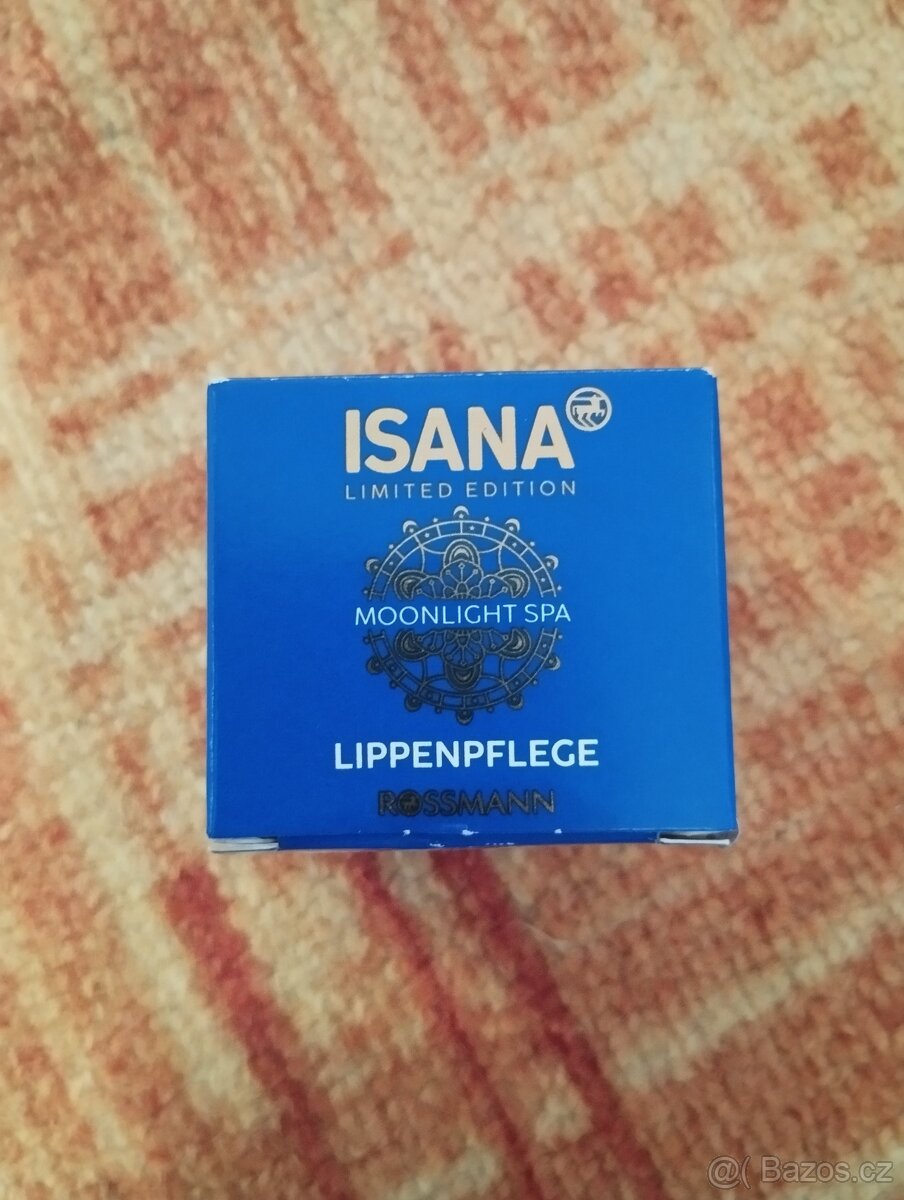 ISANA
LIMITED EDITION
MOONLIGHT SPA
LIPPENPFLEGE
ROSSMANN
@( Bazos.cz